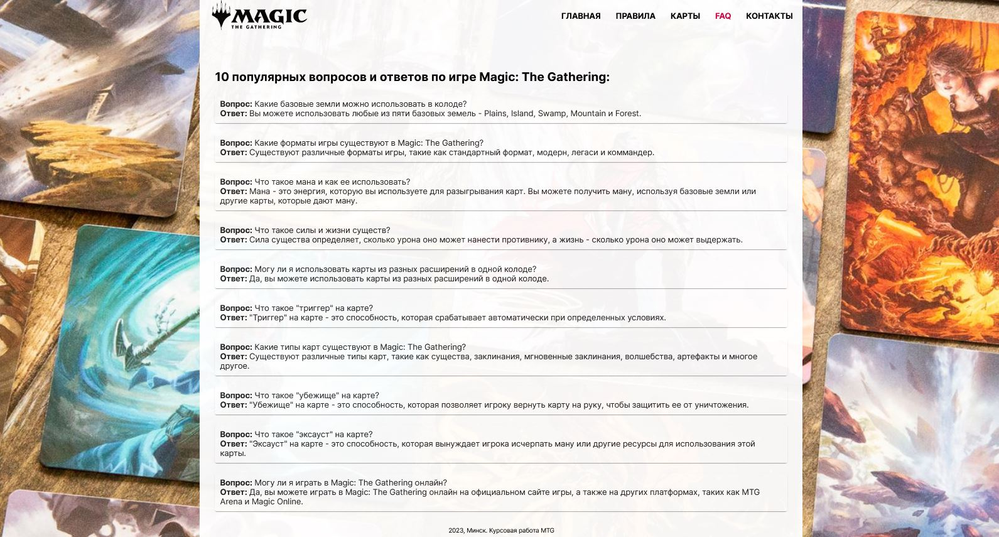 MAGIC
THE GATHERING
ГЛАВНАЯ ПРАВИЛА КАРТЫ FAQ КОНТАКТЫ
10 популярных вопросов и ответов по игре Magic: The Gathering:
Вопрос: Какие базовые земли можно использовать в колоде?
Ответ: Вы можете использовать любые из пяти базовых земель - Plains, Island, Swamp, Mountain и Forest.
Вопрос: Какие форматы игры существуют в Magic: The Gathering?
Ответ: Существуют различные форматы игры, такие как стандартный формат, модерн, легаси и коммандер.
Вопрос: Что такое мана и как ее использовать?
Ответ: Мана - это энергия, которую вы используете для разыгрывания карт. Вы можете получить ману, используя базовые земли или
другие карты, которые дают ману.
Вопрос: Что такое силы и жизни существ?
Ответ: Сила существа определяет, сколько урона оно может нанести противнику, а жизнь - сколько урона оно может выдержать.
Вопрос: Могу ли я использовать карты из разных расширений в одной колоде?
Ответ: Да, вы можете использовать карты из разных расширений в одной колоде.
Вопрос: Что такое "триггер" на карте?
Ответ: "Триггер" на карте - это способность, которая срабатывает автоматически при определенных условиях.
Вопрос: Какие типы карт существуют в Magic: The Gathering?
Ответ: Существуют различные типы карт, такие как существа, заклинания, мгновенные заклинания, волшебства, артефакты и многое
другое.
Вопрос: Что такое "убежище" на карте?
Ответ: "Убежище" на карте - это способность, которая позволяет игроку вернуть карту на руку, чтобы защитить ее от уничтожения.
Вопрос: Что такое "эксауст" на карте?
Ответ: "Эксауст" на карте - это способность, которая вынуждает игрока исчерпать ману или другие ресурсы для использования этой
карты.
Вопрос: Могу ли я играть в Magic: The Gathering онлайн?
Ответ: Да, вы можете играть в Magic: The Gathering онлайн на официальном сайте игры, а также на других платформах, таких как MTG
Arena и Magic Online.
2023, Минск. Курсовая работа MTG